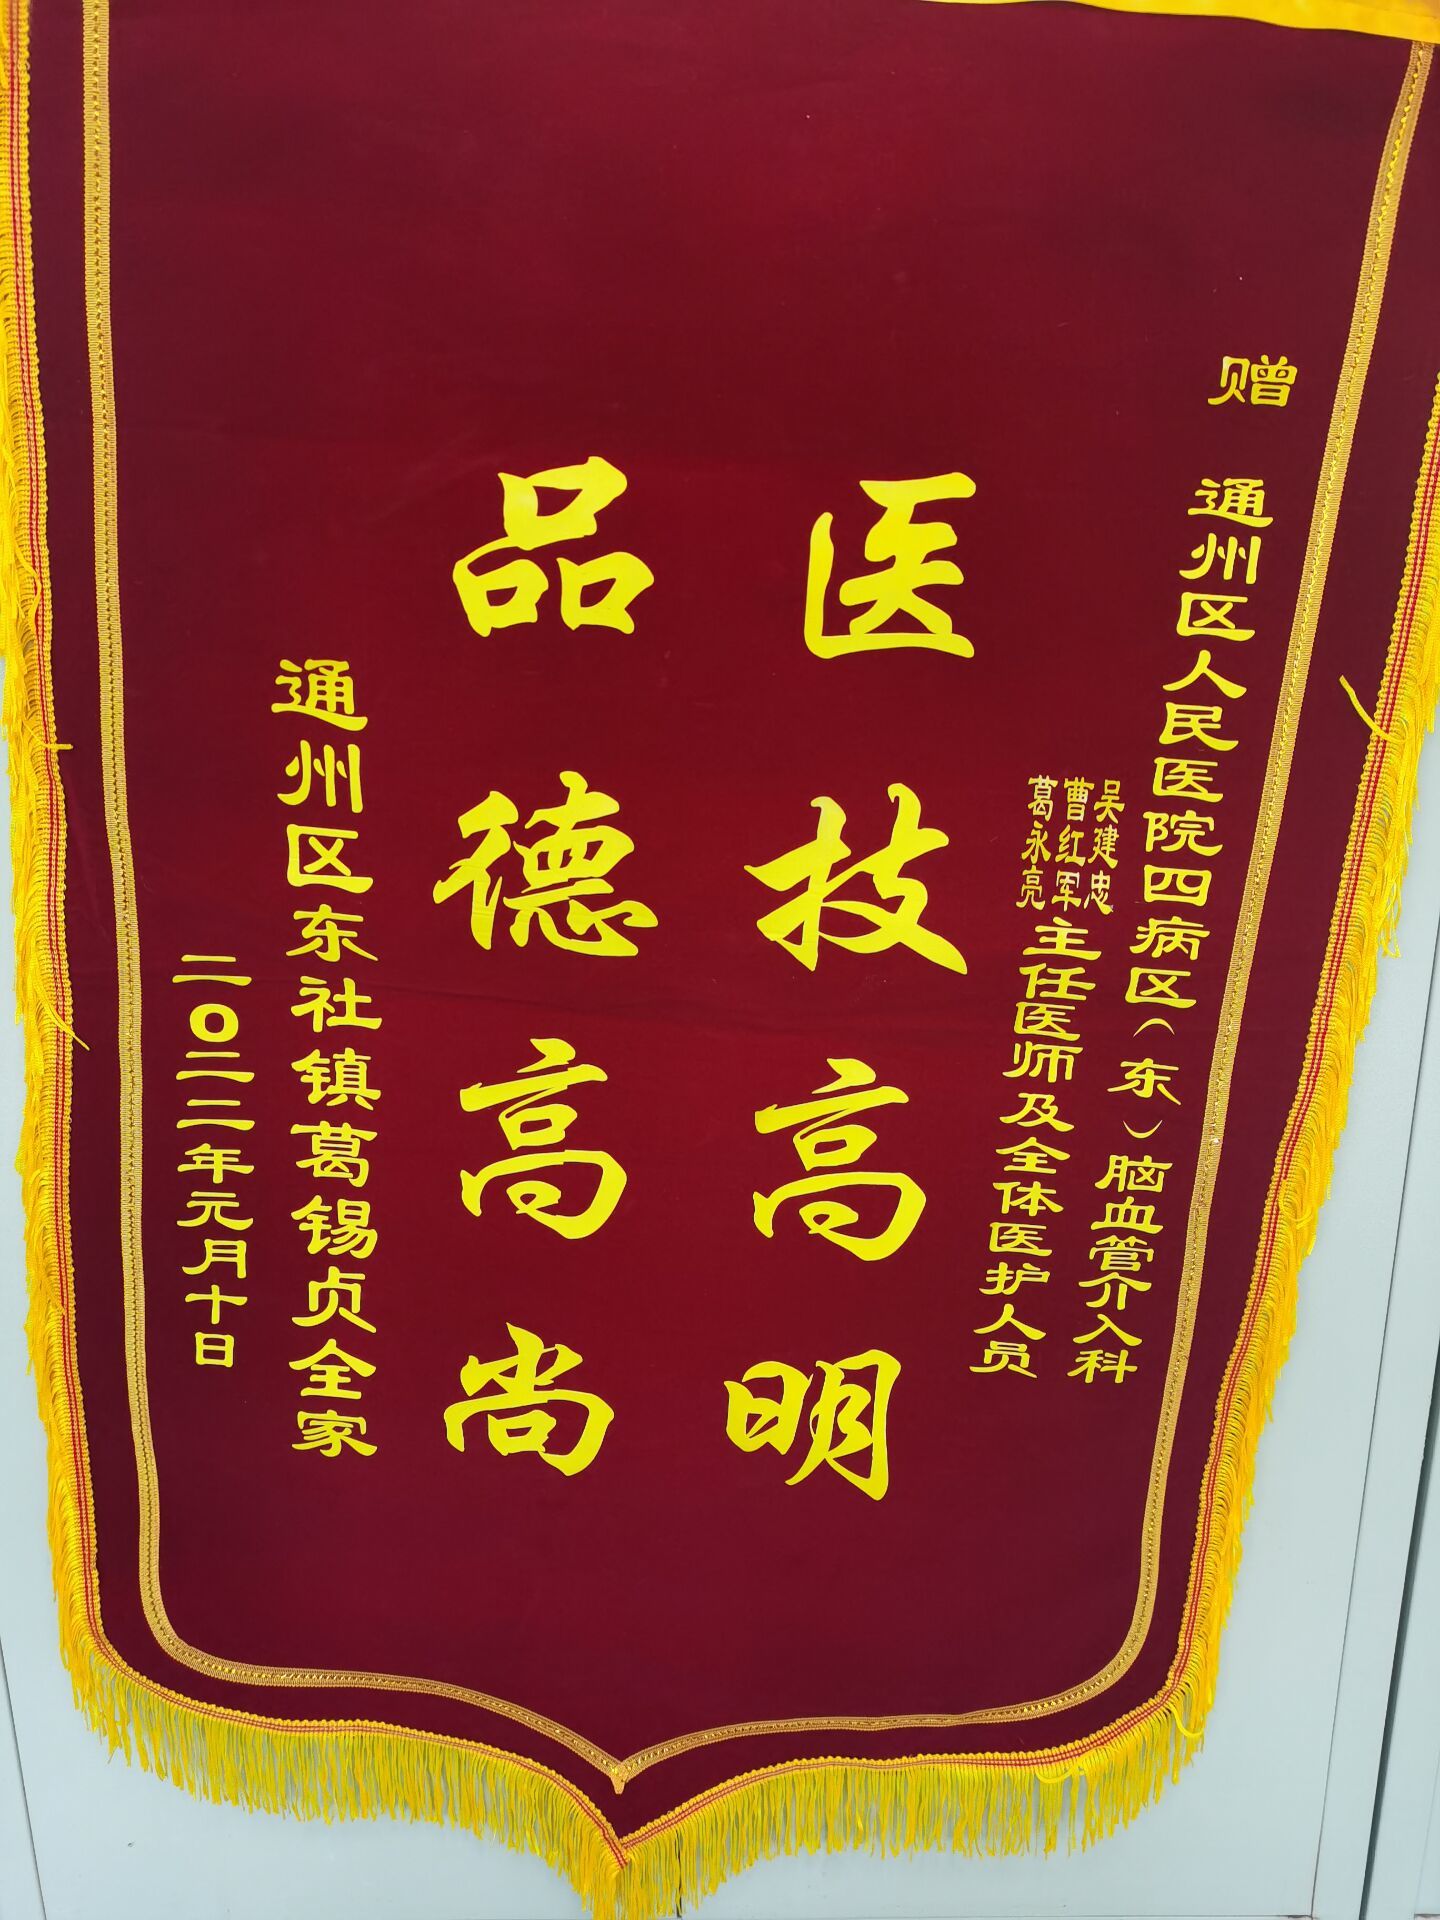 赠 通州区人民医院四病区（东）脑血管介入科
吴建忠
曹红军
葛永亮
主任医师及全体医护人员
医技高明
品德高尚
通州区东社镇葛锡贞全家
二〇二二年元月十日